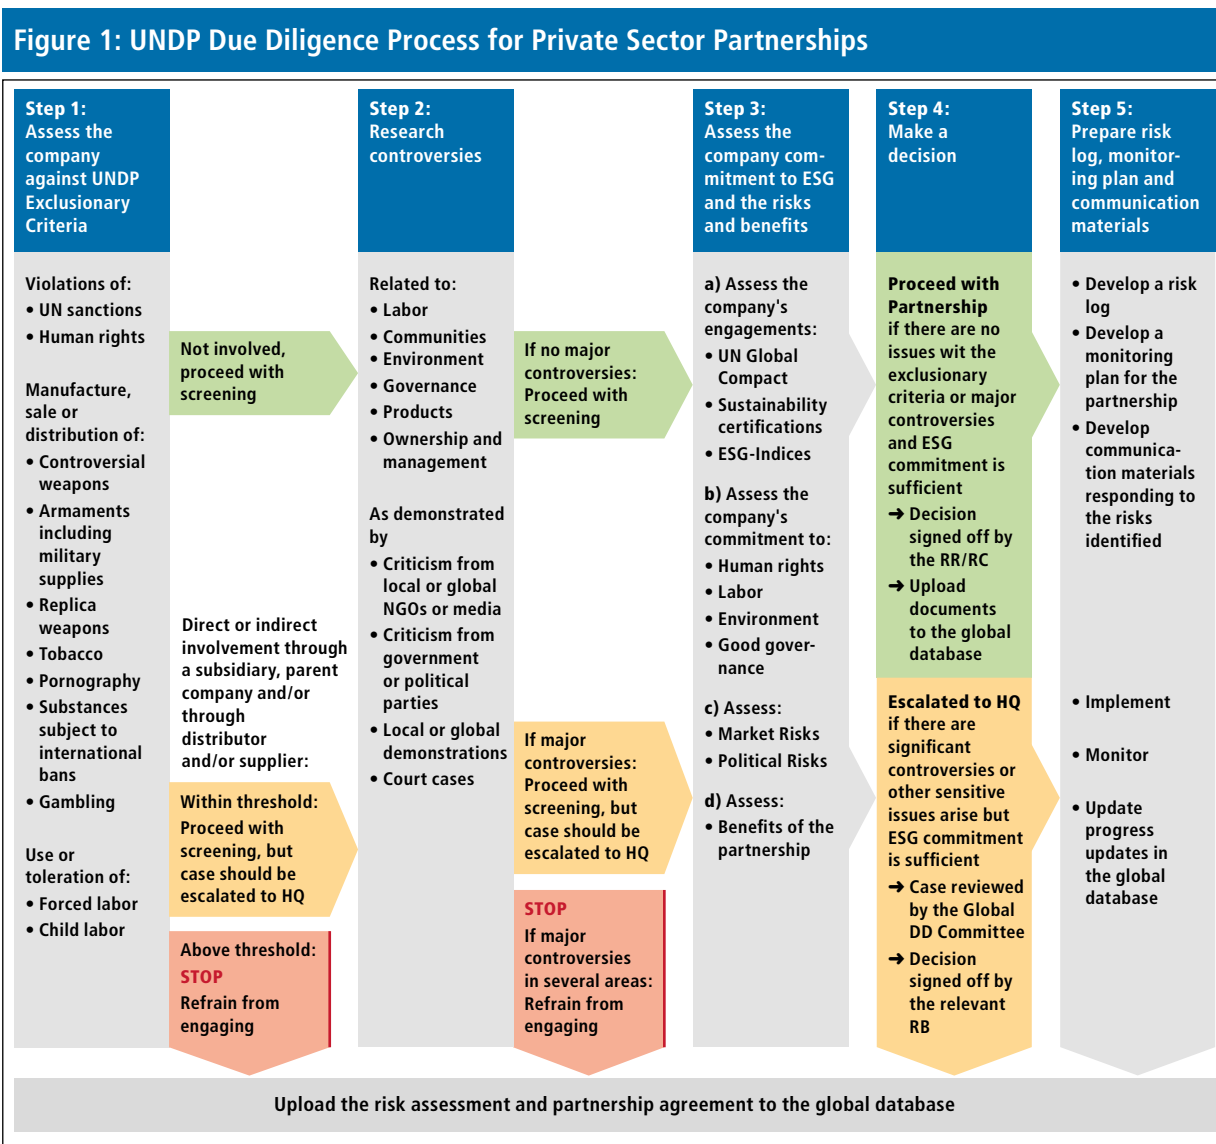 Figure 1: UNDP Due Diligence Process for Private Sector Partnerships
Step 1:
Assess the
company
against UNDP
Exclusionary
Criteria
Violations of:
• UN sanctions
• Human rights
Manufacture,
sale or
distribution of:
• Controversial
weapons
• Armaments
including
military
supplies
• Replica
weapons
• Tobacco
• Pornography
• Substances
subject to
international
bans
• Gambling
Use or
toleration of:
• Forced labor
• Child labor
Not involved,
proceed with
screening
Direct or indirect
involvement through
a subsidiary, parent
company and/or
through
distributor
and/or supplier:
Within threshold:
Proceed with
screening, but
case should be
escalated to HQ
Above threshold:
STOP
Refrain from
engaging
Step 2:
Research
controversies
Related to:
• Labor
• Communities
• Environment
• Governance
• Products
• Ownership and
management
As demonstrated
by
• Criticism from
local or global
NGOs or media
• Criticism from
government
or political
parties
• Local or global
demonstrations
• Court cases
If no major
controversies:
Proceed with
screening
If major
controversies:
Proceed with
screening, but
case should be
escalated to HQ
STOP
If major
controversies
in several areas:
Refrain from
engaging
Step 3:
Assess the
company com-
mitment to ESG
and the risks
and benefits
a) Assess the
company's
engagements:
• UN Global
Compact
• Sustainability
certifications
• ESG-Indices
b) Assess the
company's
commitment to:
• Human rights
• Labor
• Environment
• Good gover-
nance
c) Assess:
• Market Risks
• Political Risks
d) Assess:
• Benefits of the
partnership
Step 4:
Make a
decision
Proceed with
Partnership
if there are no
issues wit the
exclusionary
criteria or major
controversies
and ESG
commitment is
sufficient
➔ Decision
signed off by
the RR/RC
➔ Upload
documents
to the global
database
Escalated to HQ
if there are
significant
controversies or
other sensitive
issues arise but
ESG commitment
is sufficient
➔ Case reviewed
by the Global
DD Committee
➔ Decision
signed off by
the relevant
RB
Step 5:
Prepare risk
log, monitor-
ing plan and
communication
materials
• Develop a risk
log
• Develop a
monitoring
plan for the
partnership
• Develop
communica-
tion materials
responding to
the risks
identified
• Implement
• Monitor
• Update
progress
updates in
the global
database
Upload the risk assessment and partnership agreement to the global database